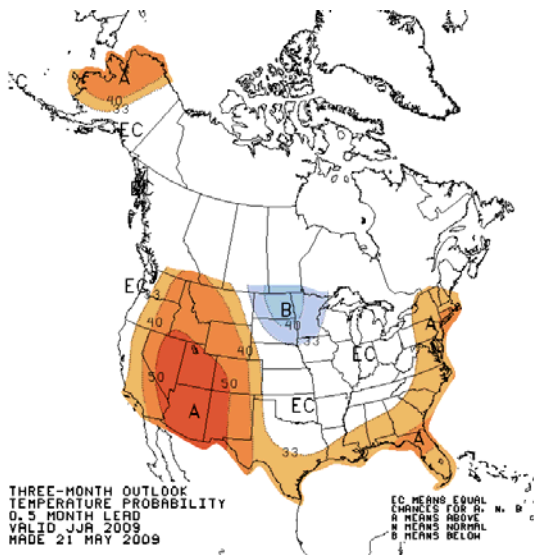 A
EC
40
33
EC
EC
EC
33
40
B
40
33
A
EC
40
50
50
A
EC
A
33
THREE-MONTH OUTLOOK
TEMPERATURE PROBABILITY
0.5 MONTH LEAD
VALID JJA 2009
MADE 21 MAY 2009
EC MEANS EQUAL
CHANCES FOR A, N, B
A MEANS ABOVE
N MEANS NORMAL
B MEANS BELOW